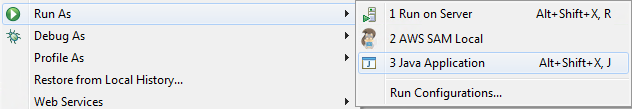 Run As
Debug As
Profile As
Restore from Local History...
Web Services
1 Run on Server Alt+Shift+X, R
2 AWS SAM Local
3 Java Application Alt+Shift+X, J
Run Configurations...